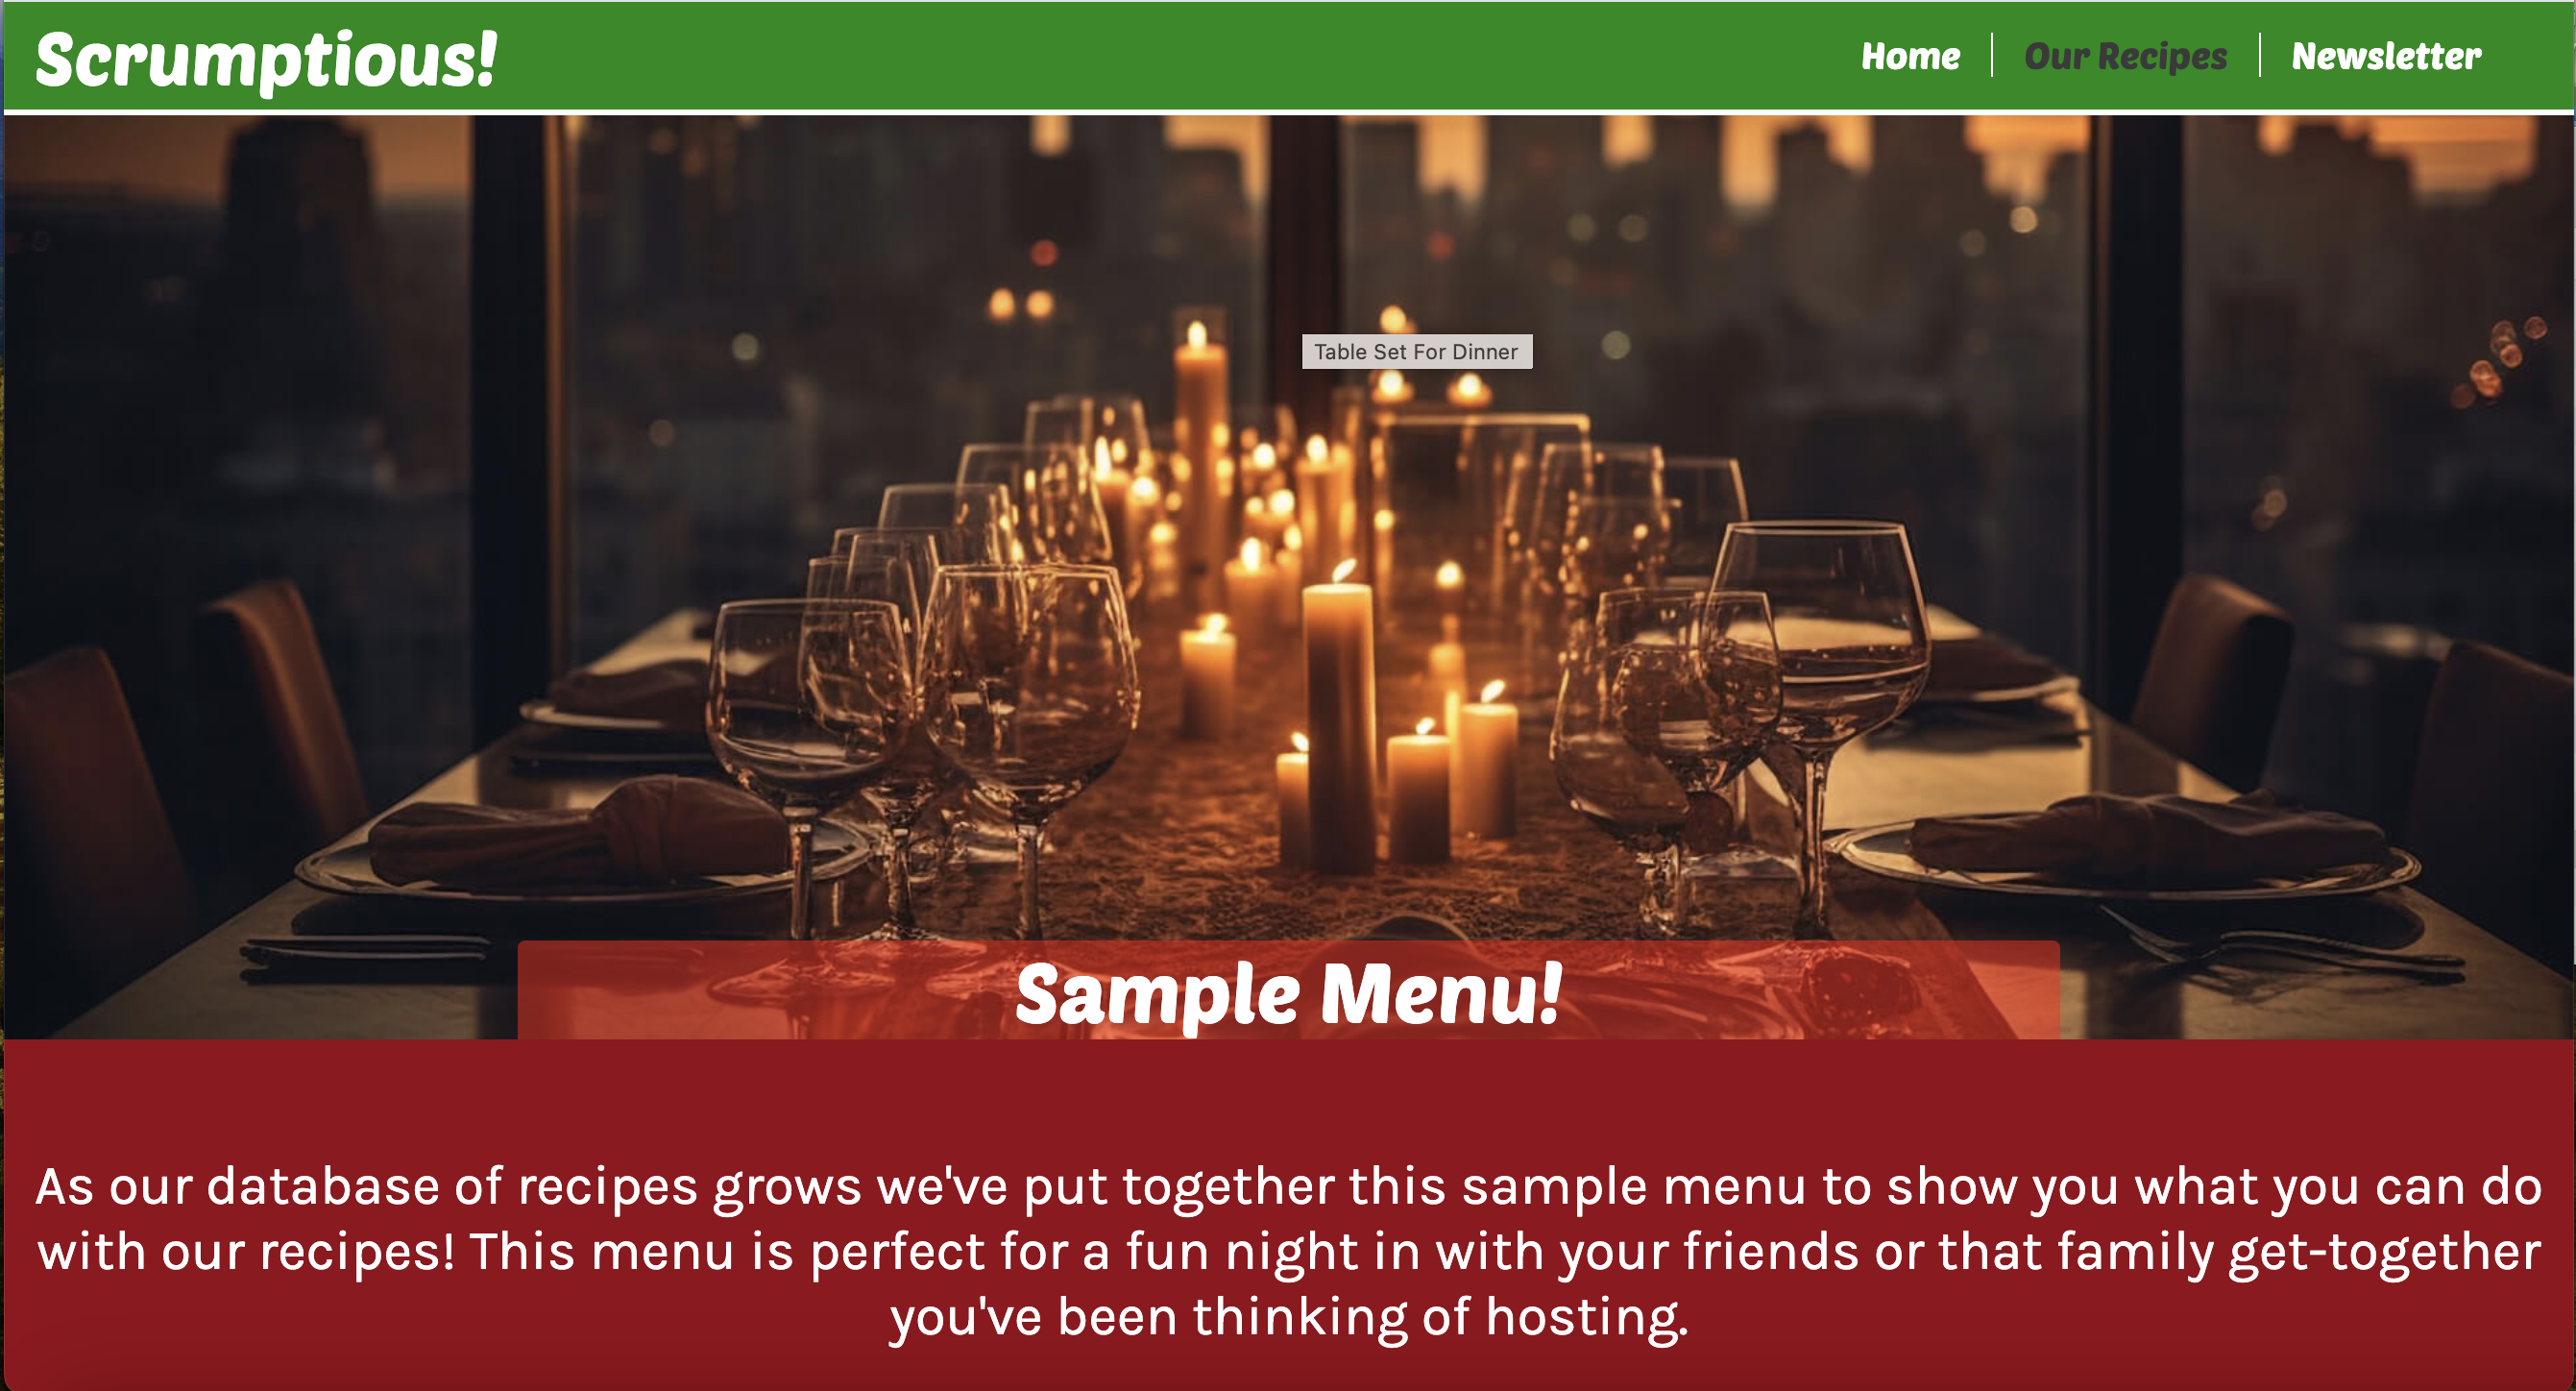 Scrumptious!
Home
Our Recipes
Newsletter
Table Set For Dinner
Sample Menu!
As our database of recipes grows we've put together this sample menu to show you what you can do
with our recipes! This menu is perfect for a fun night in with your friends or that family get-together
you've been thinking of hosting.